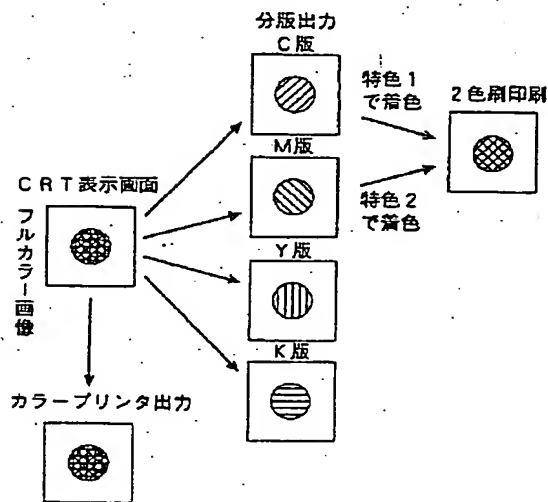 分版出力
C版
特色1
で着色
2色刷印刷
M版
CRT表示画面
特色2
で着色
フルカラー画像
Y版
K版
カラープリンタ出力